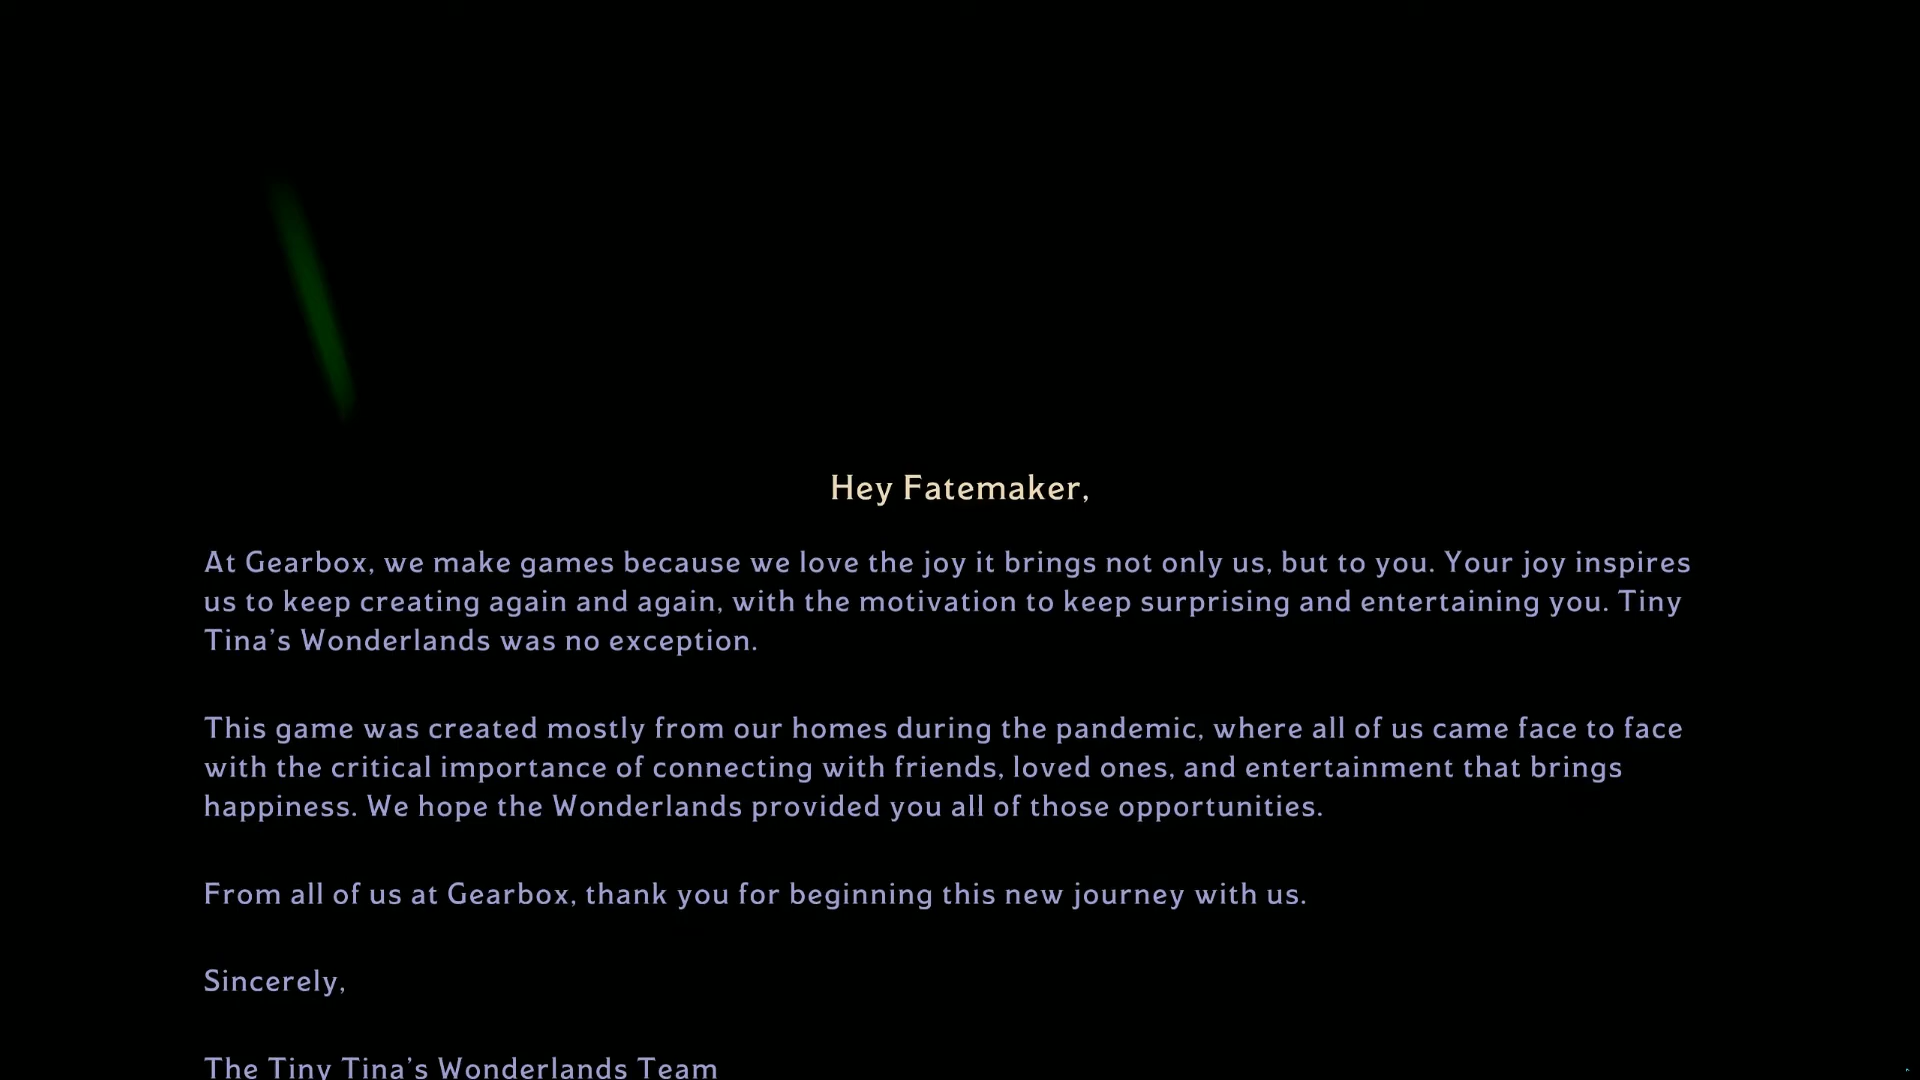 Hey Fatemaker,
At Gearbox, we make games because we love the joy it brings not only us, but to you. Your joy inspires
us to keep creating again and again, with the motivation to keep surprising and entertaining you. Tiny
Tina's Wonderlands was no exception.
This game was created mostly from our homes during the pandemic, where all of us came face to face
with the critical importance of connecting with friends, loved ones, and entertainment that brings
happiness. We hope the Wonderlands provided you all of those opportunities.
From all of us at Gearbox, thank you for beginning this new journey with us.
Sincerely,
The Tiny Tina's Wonderlands Team